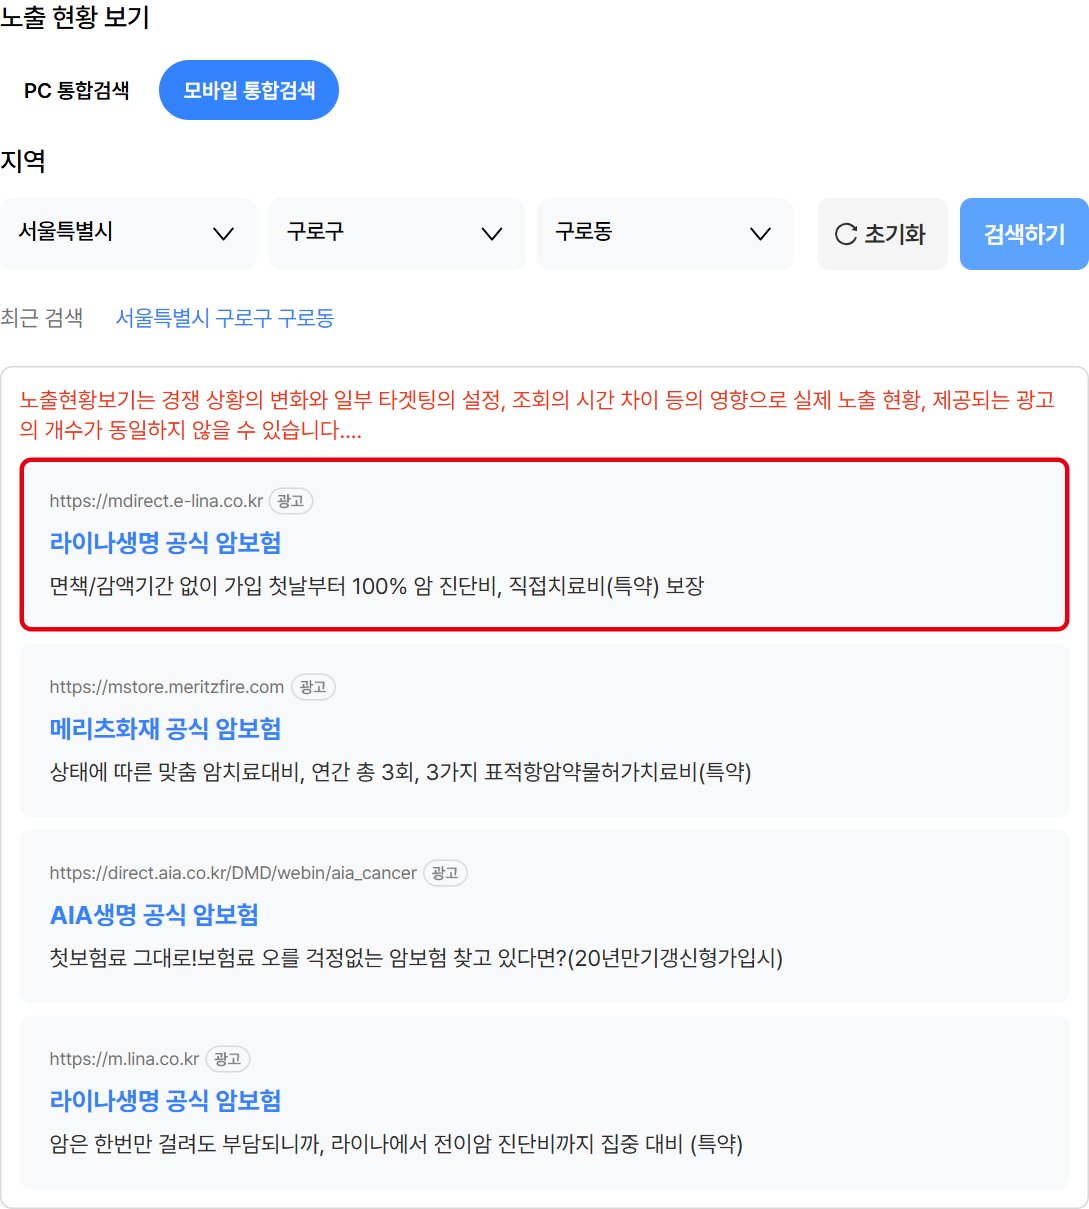 노출 현황 보기
PC 통합검색 모바일 통합검색
지역
서울특별시 구로구 구로동 초기화 검색하기
최근 검색 서울특별시 구로구 구로동
노출현황보기는 경쟁 상황의 변화와 일부 타겟팅의 설정, 조회의 시간 차이 등의 영향으로 실제 노출 현황, 제공되는 광고
의 개수가 동일하지 않을 수 있습니다....
https://mdirect.e-lina.co.kr 광고
라이나생명 공식 암보험
면책/감액기간 없이 가입 첫날부터 100% 암 진단비, 직접치료비(특약) 보장
https://mstore.meritzfire.com 광고
메리츠화재 공식 암보험
상태에 따른 맞춤 암치료대비, 연간 총 3회, 3가지 표적항암약물허가치료비(특약)
https://direct.aia.co.kr/DMD/webin/aia_cancer 광고
AIA생명 공식 암보험
첫보험료 그대로!보험료 오를 걱정없는 암보험 찾고 있다면?(20년만기갱신형가입시)
https://m.lina.co.kr 광고
라이나생명 공식 암보험
암은 한번만 걸려도 부담되니까, 라이나에서 전이암 진단비까지 집중 대비 (특약)